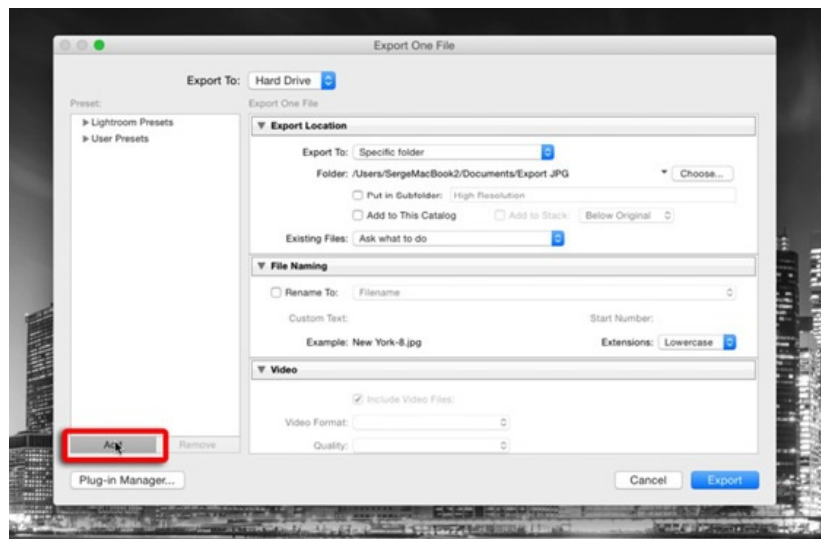 Export One File
Export To: Hard Drive
Preset:
Export One File
Lightroom Presets
User Presets
Export Location
Export To: Specific folder
Folder: /Users/SergeMacBook2/Documents/Export JPG Choose...
Put in Subfolder: High Resolution
Add to This Catalog Add to Stack: Below Original
Existing Files: Ask what to do
File Naming
Rename To: Filename
Custom Text: Start Number:
Example: New York-8.jpg Extensions: Lowercase
Video
Include Video Files:
Video Format:
Quality:
Add Remove
Plug-in Manager... Cancel Export